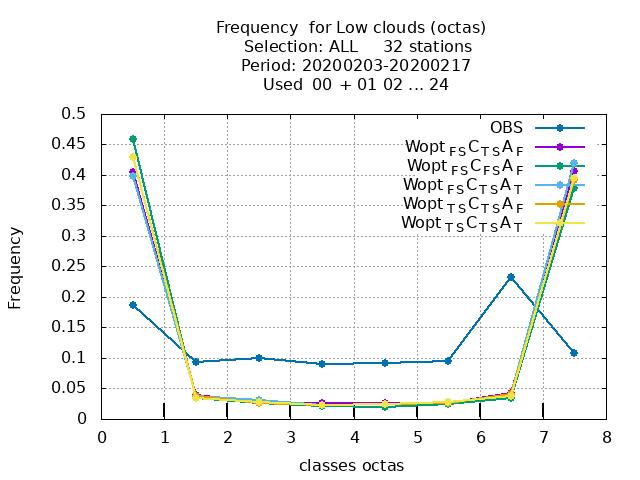 Frequency  for Low clouds (octas)
Selection: ALL     32 stations
Period: 20200203-20200217
Used  00 + 01 02 ... 24
0.5
0.45
0.4
0.35
0.3
0.25
0.2
0.15
0.1
0.05
0
Frequency
OBS
Wopt FS C TS A F
Wopt FS C FS A F
Wopt FS C TS A T
Wopt TS C TS A F
Wopt TS C TS A T
0 1 2 3 4 5 6 7 8
classes octas